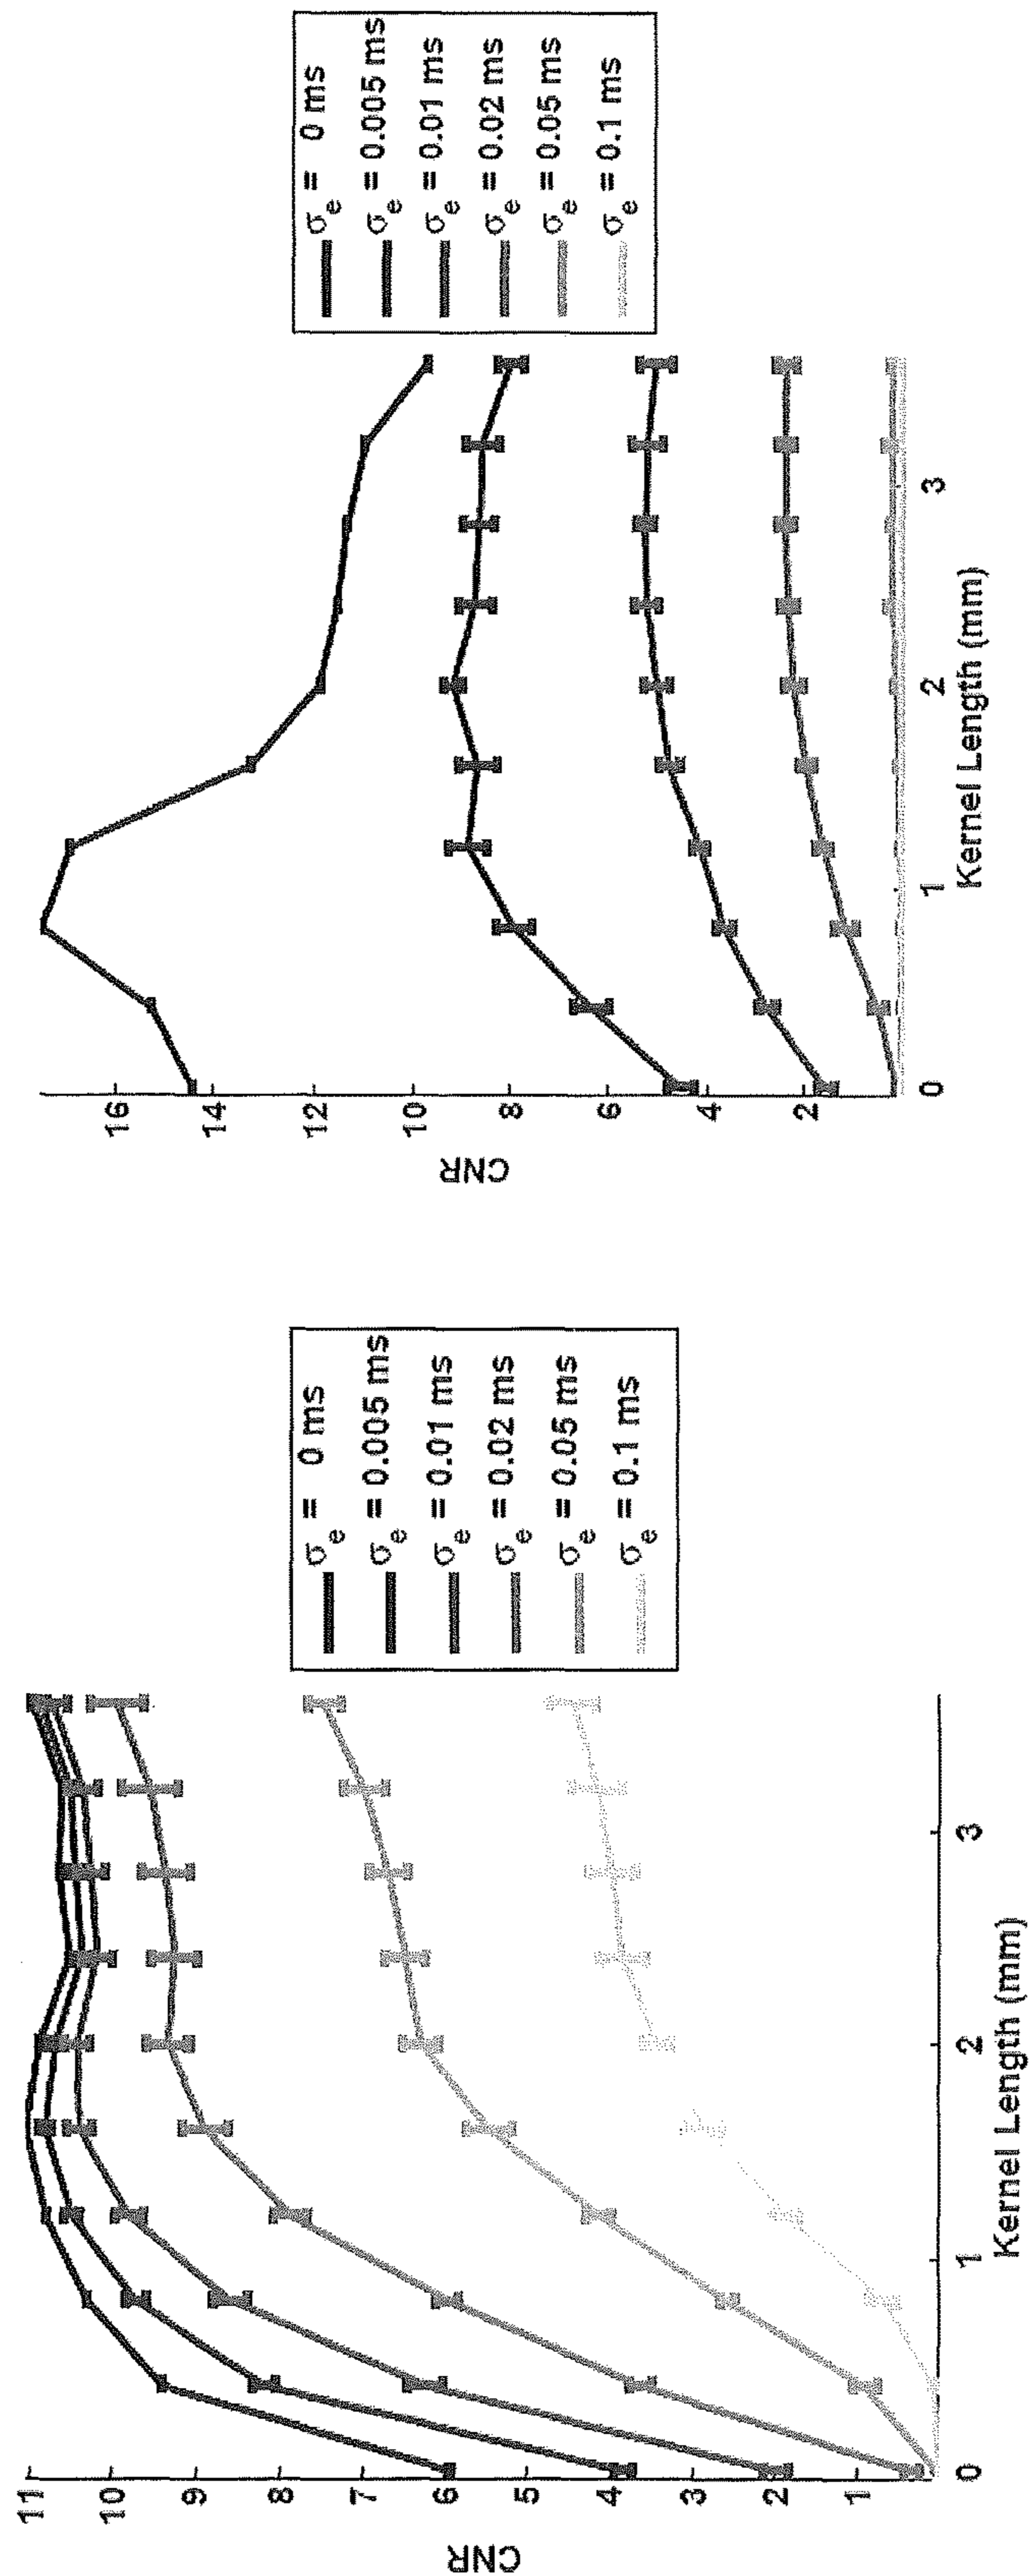 CNR
11
10
9
8
7
6
5
4
3
2
1
0
1
2
3
Kernel Length (mm)
σe = 0 ms
σe = 0.005 ms
σe = 0.01 ms
σe = 0.02 ms
σe = 0.05 ms
σe = 0.1 ms
CNR
16
14
12
10
8
6
4
2
0
1
2
3
Kernel Length (mm)
σe = 0 ms
σe = 0.005 ms
σe = 0.01 ms
σe = 0.02 ms
σe = 0.05 ms
σe = 0.1 ms